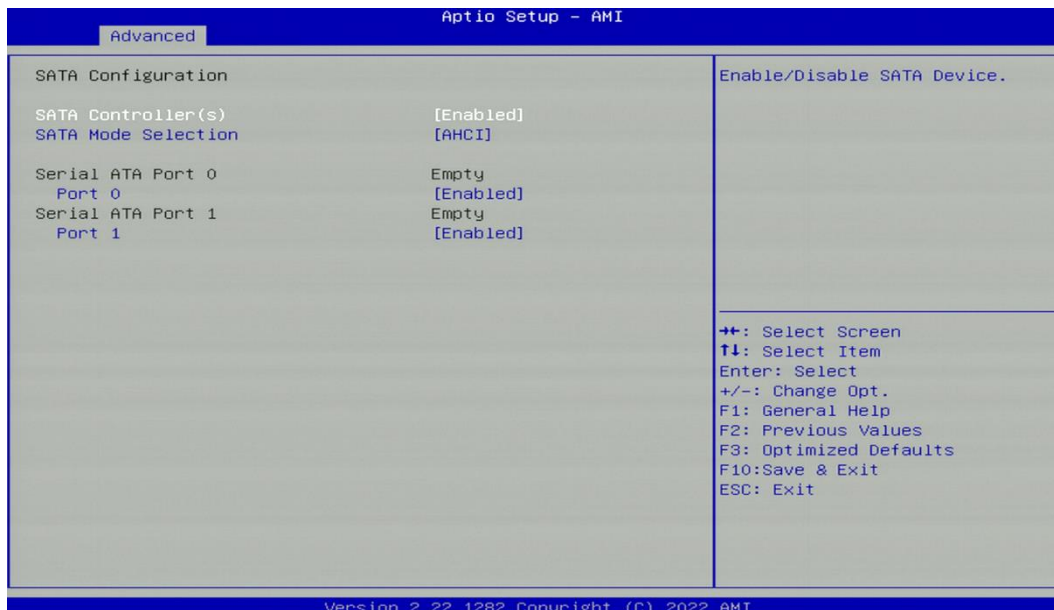 Aptio Setup – AMI
Advanced
SATA Configuration
SATA Controller(s) [Enabled]
SATA Mode Selection [AHCI]
Serial ATA Port 0 Empty
Port 0 [Enabled]
Serial ATA Port 1 Empty
Port 1 [Enabled]
Enable/Disable SATA Device.
→←: Select Screen
↑↓: Select Item
Enter: Select
+/-: Change Opt.
F1: General Help
F2: Previous Values
F3: Optimized Defaults
F10:Save & Exit
ESC: Exit
Version 2.22.1282 Copyright (C) 2022 AMI